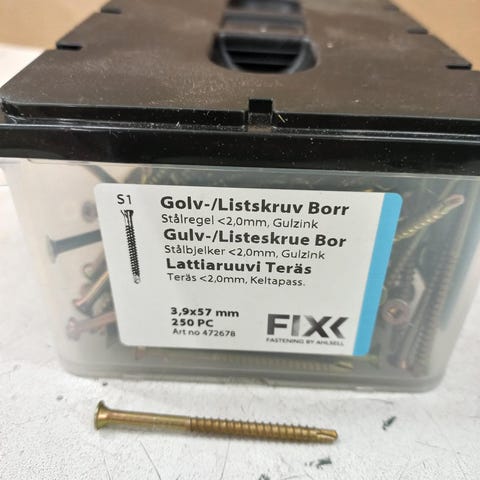 S1
Golv-/Listskruv Borr
Stålregel <2,0mm, Gulzink
Gulv-/Listeskrue Bor
Stålbjelker <2,0mm, Gulzink
Lattiaruuvi Teräs
Teräs <2,0mm, Keltapass.
3,9x57 mm
250 PC
Art no 472678
FIXX
FASTENING BY AHLSELL